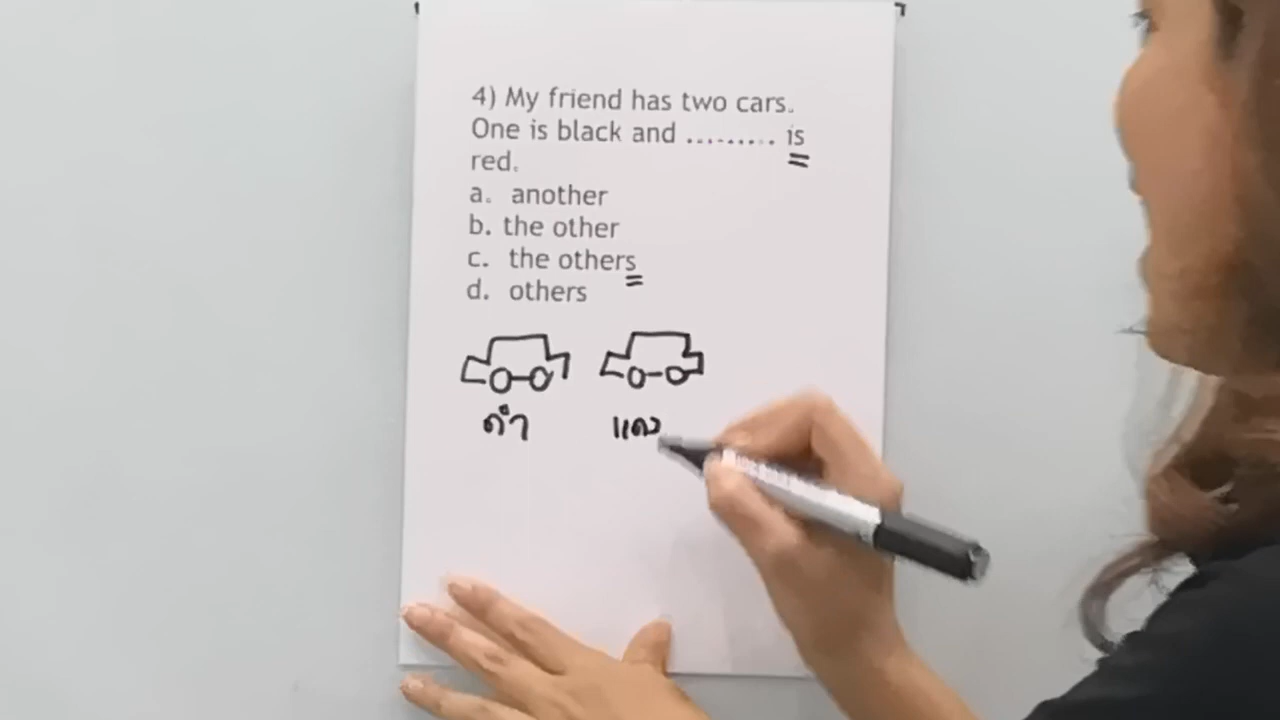 4) My friend has two cars.
One is black and ......... is
red.
a. another
b. the other
c. the others
d. others
ดำ แดง